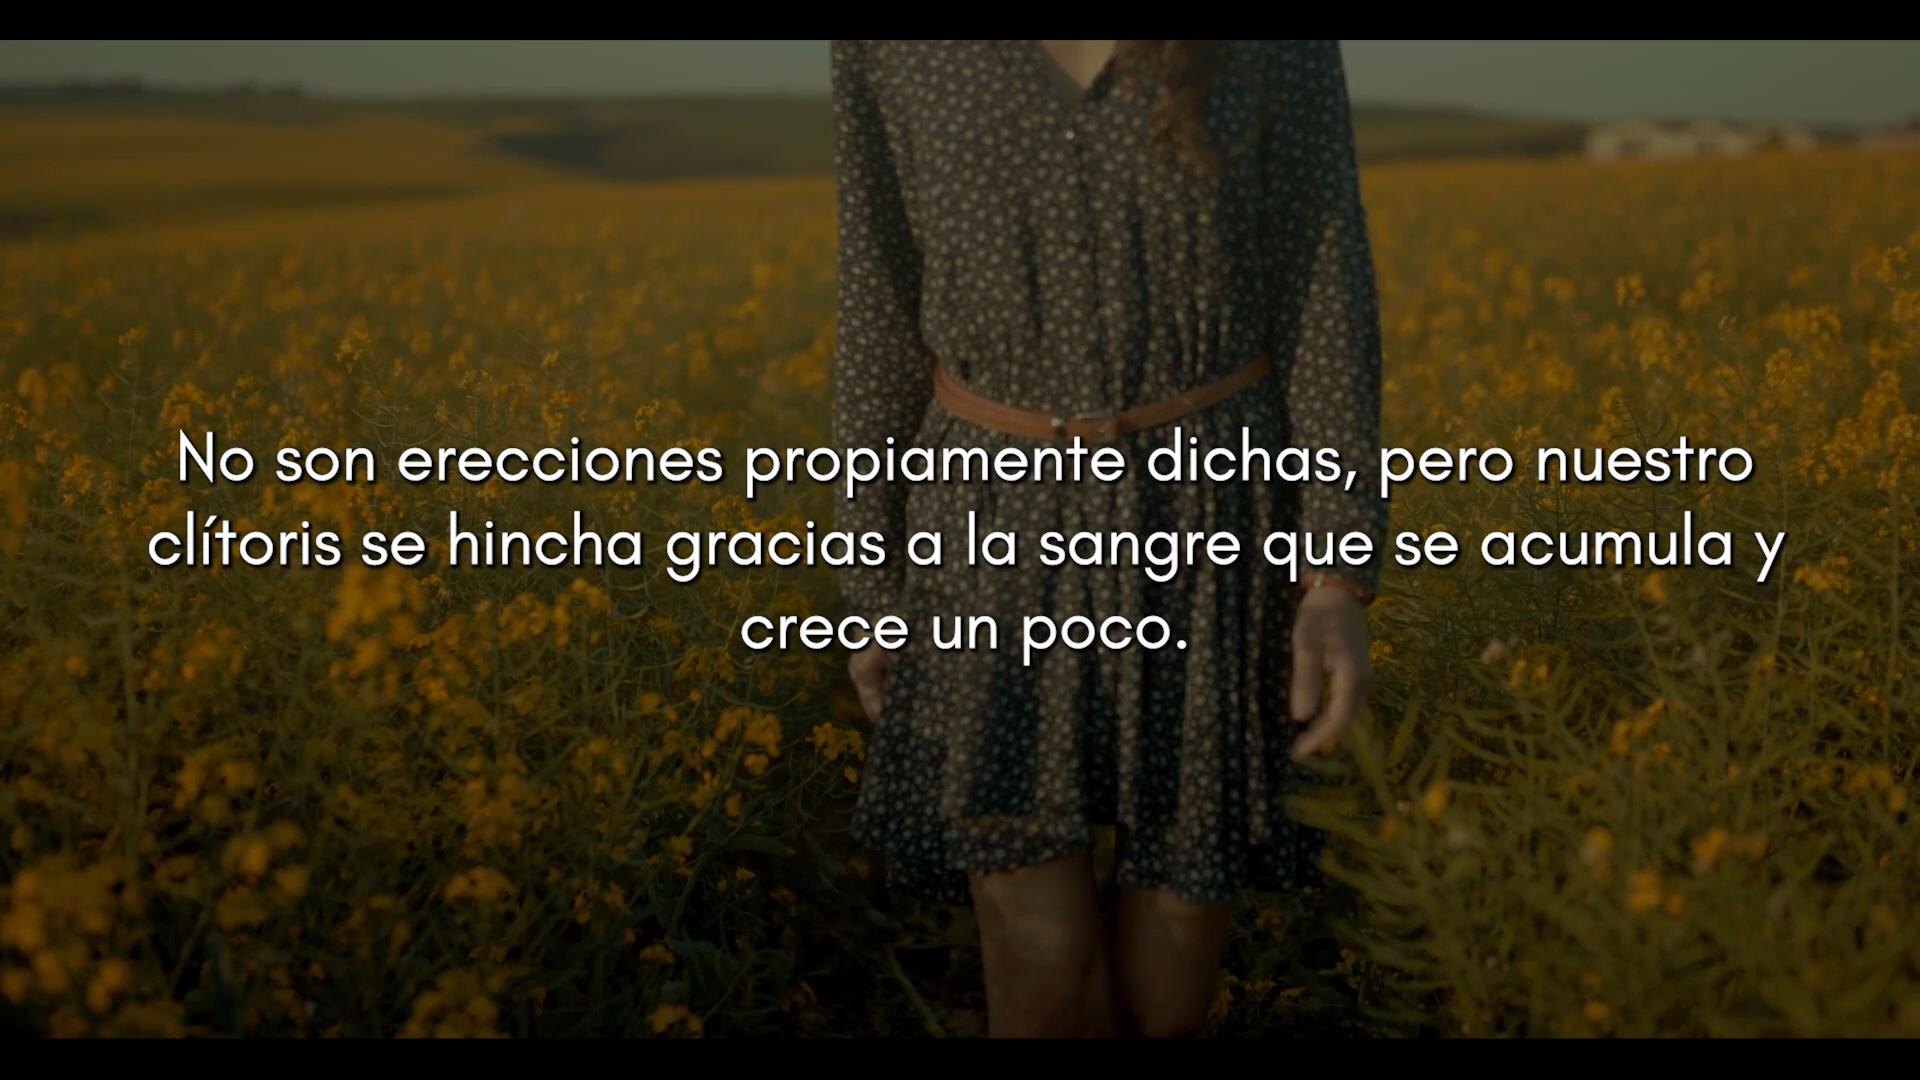 No son erecciones propiamente dichas, pero nuestro
clítoris se hincha gracias a la sangre que se acumula y
crece un poco.